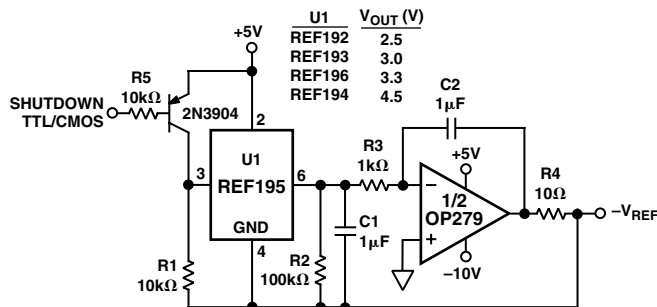 U1 VOUT (V)
REF192 2.5
REF193 3.0
REF196 3.3
REF194 4.5
+5V
R5
10kΩ
SHUTDOWN
TTL/CMOS
2N3904
2
U1
REF195
3
6
GND
4
R1
10kΩ
R2
100kΩ
C1
1μF
R3
1kΩ
C2
1μF
+5V
−
1/2
OP279
+
−10V
R4
10Ω
−VREF